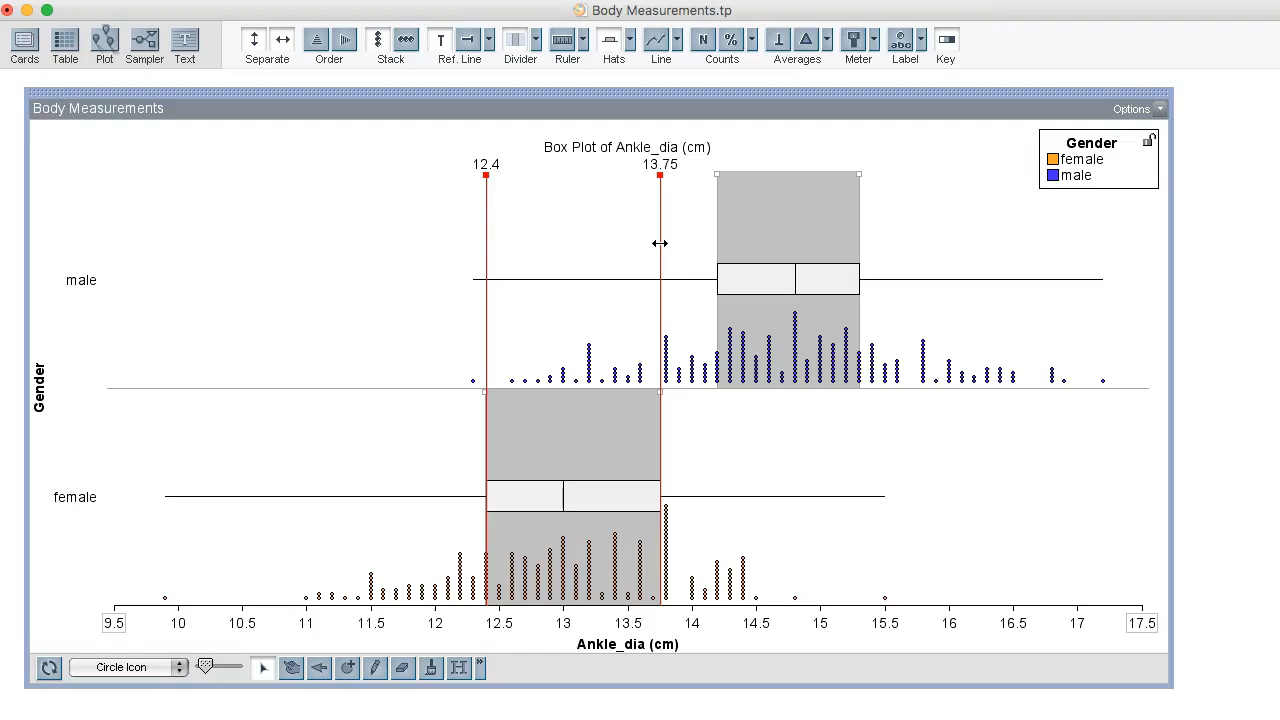 Body Measurements.tp
Cards Table Plot Sampler Text Separate Order Stack Ref. Line Divider Ruler Hats Line Counts Averages Meter Label Key
T N % abc
Body Measurements
Options
Box Plot of Ankle_dia (cm)
12.4 13.75
Gender
female
male
male
Gender
female
9.5 10 10.5 11 11.5 12 12.5 13 13.5 14 14.5 15 15.5 16 16.5 17 17.5
Ankle_dia (cm)
Circle Icon